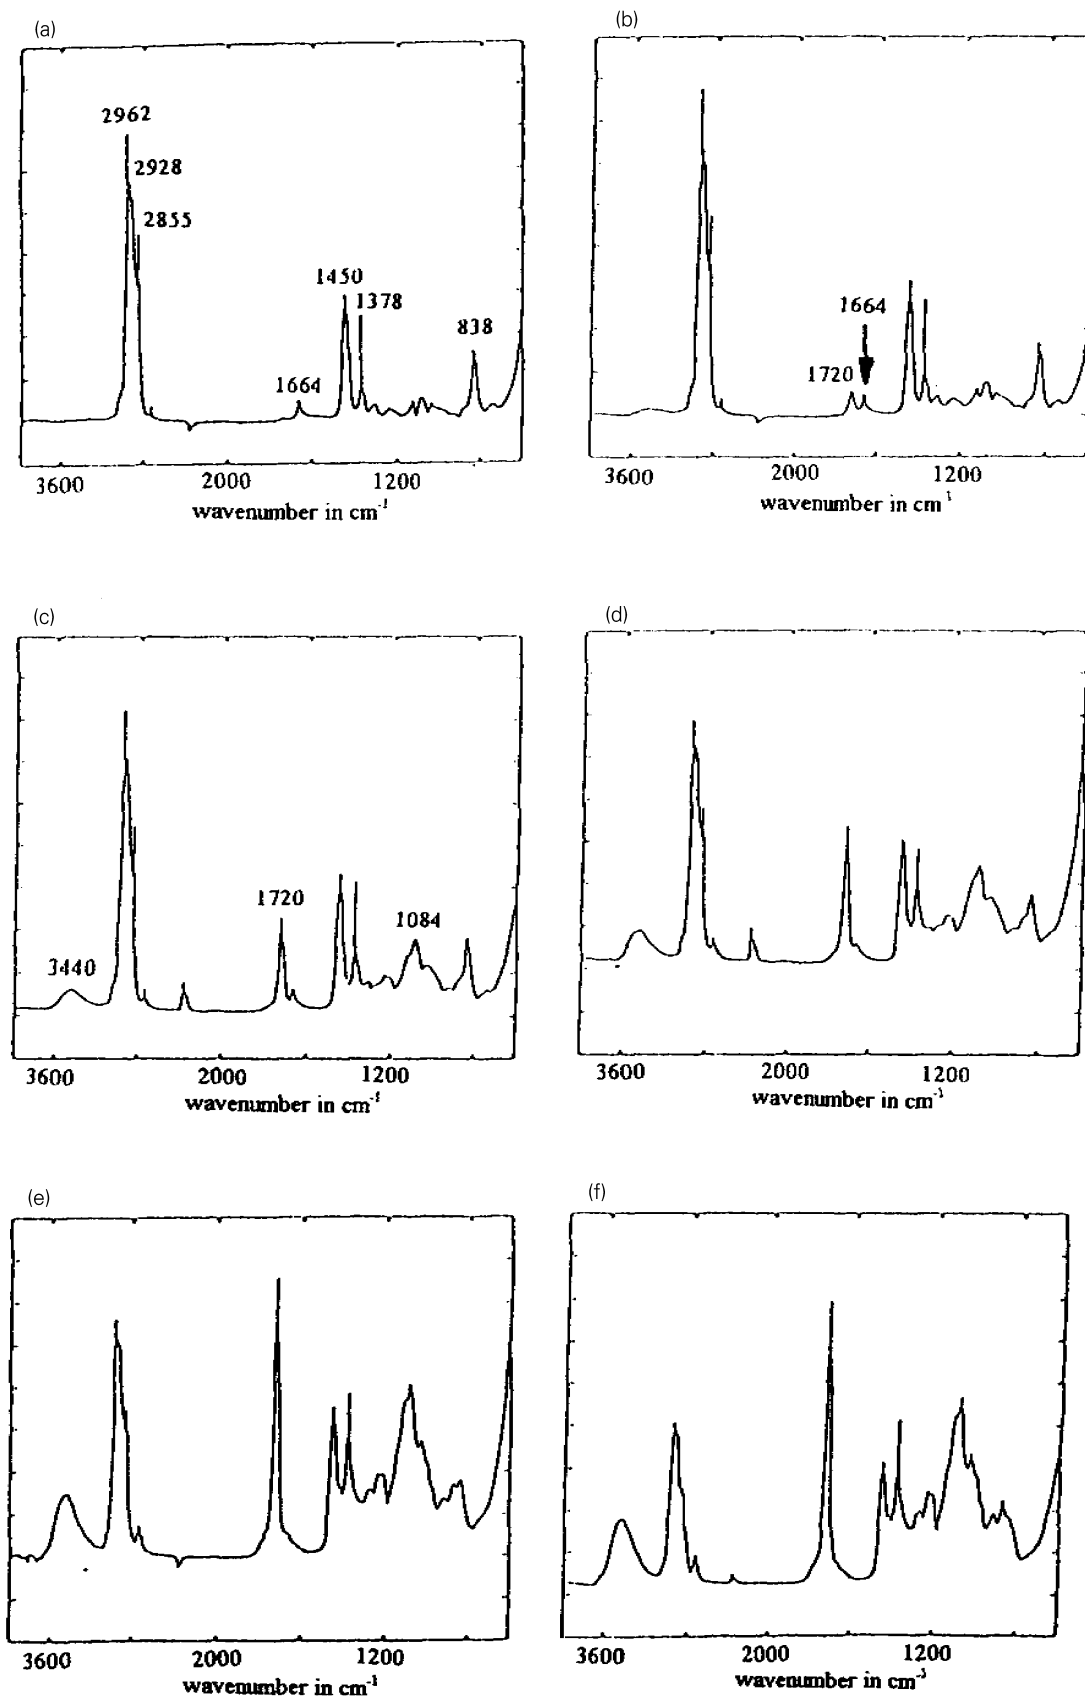 (a)
2962
2928
2855
1450
1378
838
1664
3600 2000 1200
wavenumber in cm-1
(b)
1664
1720
3600 2000 1200
wavenumber in cm 1
(c)
1720
1084
3440
3600 2000 1200
wavenumber in cm-1
(d)
3600 2000 1200
wavenumber in cm-1
(e)
3600 2000 1200
wavenumber in cm-1
(f)
3600 2000 1200
wavenumber in cm-1